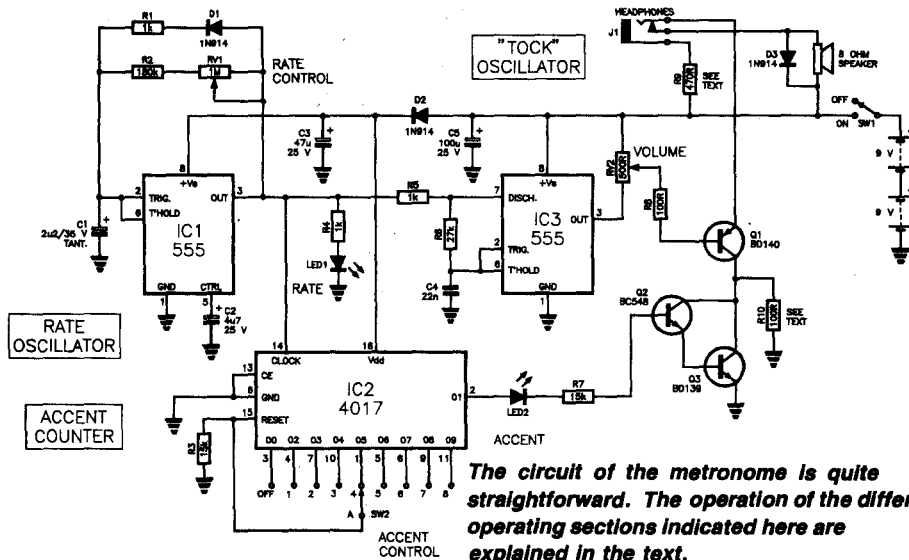 R1
1k
D1
1N914
R2
180k
RV1
1M
RATE
CONTROL
"TOCK"
OSCILLATOR
HEADPHONES
J1
R9
470R
SEE
TEXT
D3
1N914
8 OHM
SPEAKER
OFF
ON
SW1
9 V
9 V
D2
1N914
C3
47u
25 V
+
C5
100u
25 V
+
RV2
500R
VOLUME
R8
100R
8
+Vs
2
TRIG.
OUT
3
6
T'HOLD
IC1
555
GND
CTRL
1
5
C1
2u2/35 V
TANT.
+
C2
4u7
25 V
+
R4
1k
LED1
RATE
R5
1k
R6
27k
C4
22n
8
+Vs
7
DISCH.
IC3
555
OUT
3
2
TRIG.
6
T'HOLD
GND
1
Q1
BD140
Q2
BC548
R10
100R
SEE
TEXT
Q3
BD139
RATE
OSCILLATOR
ACCENT
COUNTER
14
CLOCK
16
Vdd
13
CE
8
GND
15
RESET
IC2
4017
O1
2
LED2
R7
15k
ACCENT
R3
15k
O0 O2 O3 O4 O5 O6 O7 O8 O9
3 4 7 10 1 5 6 9 11
OFF 1 2 3 4 5 6 7 8
A
SW2
ACCENT
CONTROL
The circuit of the metronome is quite
straightforward. The operation of the differ
operating sections indicated here are
explained in the text.